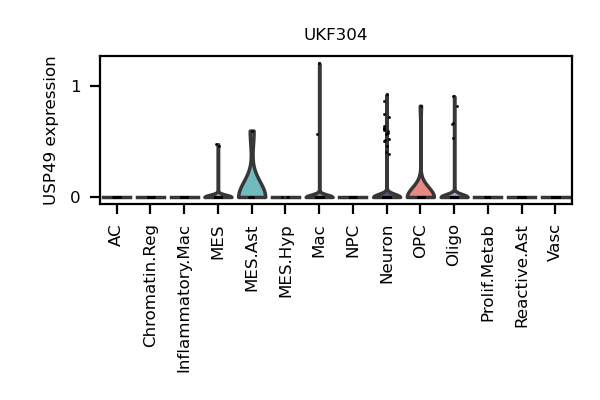 UKF304
USP49 expression
1
0
AC
Chromatin.Reg
Inflammatory.Mac
MES
MES.Ast
MES.Hyp
Mac
NPC
Neuron
OPC
Oligo
Prolif.Metab
Reactive.Ast
Vasc